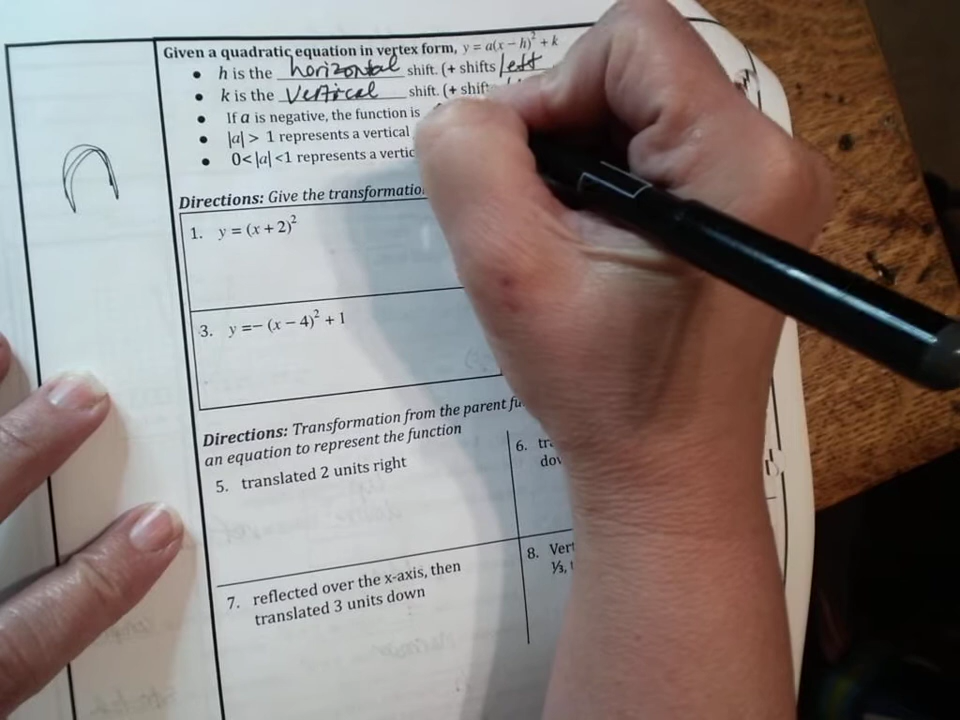 Given a quadratic equation in vertex form, y = a(x − h)² + k
• h is the horizontal shift. (+ shifts left
• k is the vertical shift. (+ shift
• If a is negative, the function is
• |a| > 1 represents a vertical
• 0< |a| <1 represents a vertic
Directions: Give the transformatio
1. y = (x + 2)²
3. y =− (x − 4)² + 1
Directions: Transformation from the parent fu
an equation to represent the function
5. translated 2 units right
6. tr
do
7. reflected over the x-axis, then
translated 3 units down
8. Vert
⅓, t